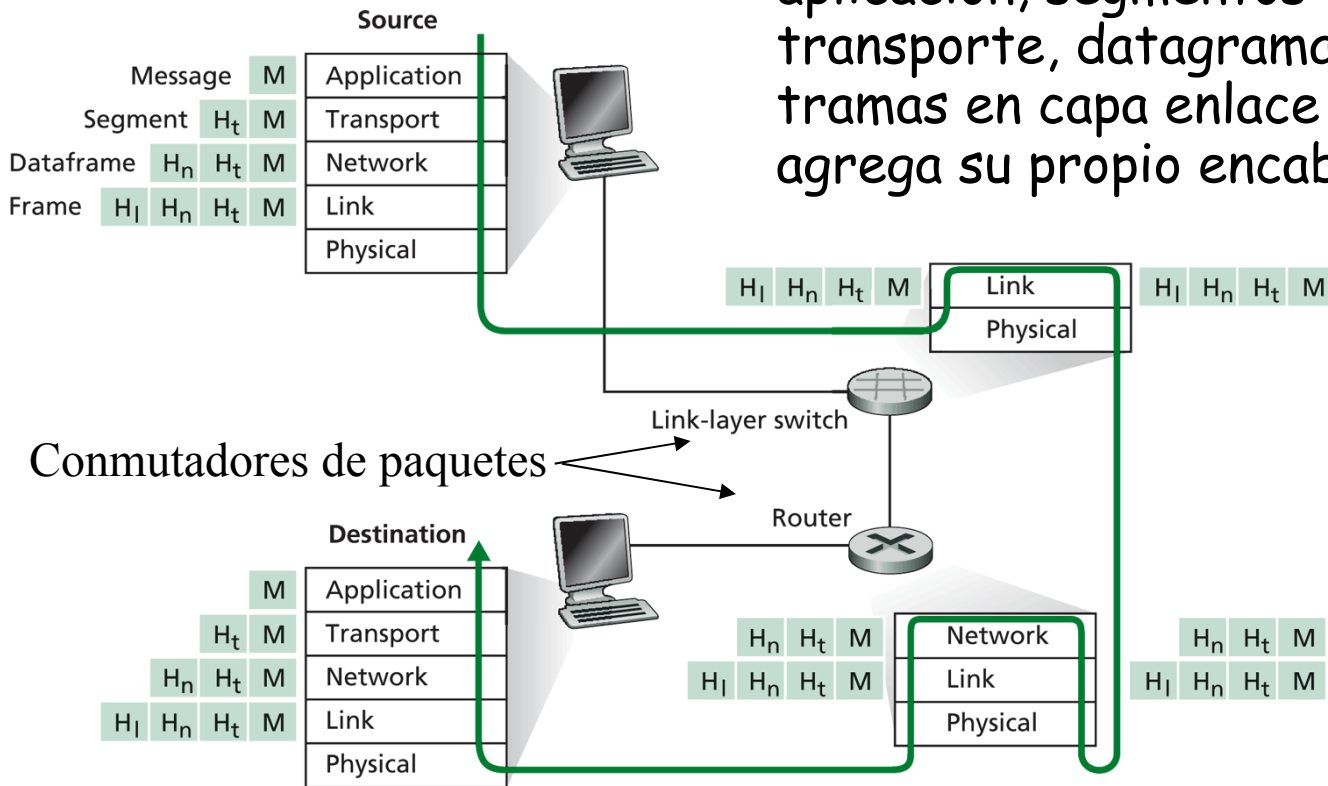 aplicación, segmentos
transporte, datagrama
tramas en capa enlace
agrega su propio encab
Source
Message M Application
Segment Ht M Transport
Dataframe Hn Ht M Network
Frame Hl Hn Ht M Link
Physical
Hl Hn Ht M Link Hl Hn Ht M
Physical
Link-layer switch
Conmutadores de paquetes
Router
Destination
M Application
Ht M Transport
Hn Ht M Network
Hl Hn Ht M Link
Physical
Hn Ht M Network Hn Ht M
Hl Hn Ht M Link Hl Hn Ht M
Physical